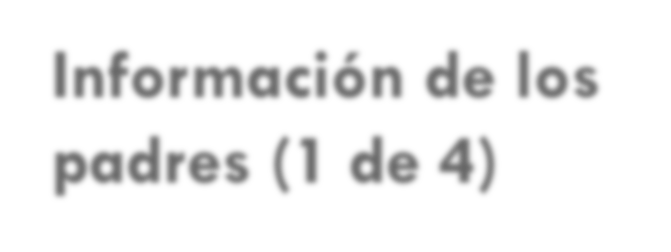 Información de los
padres (1 de 4)